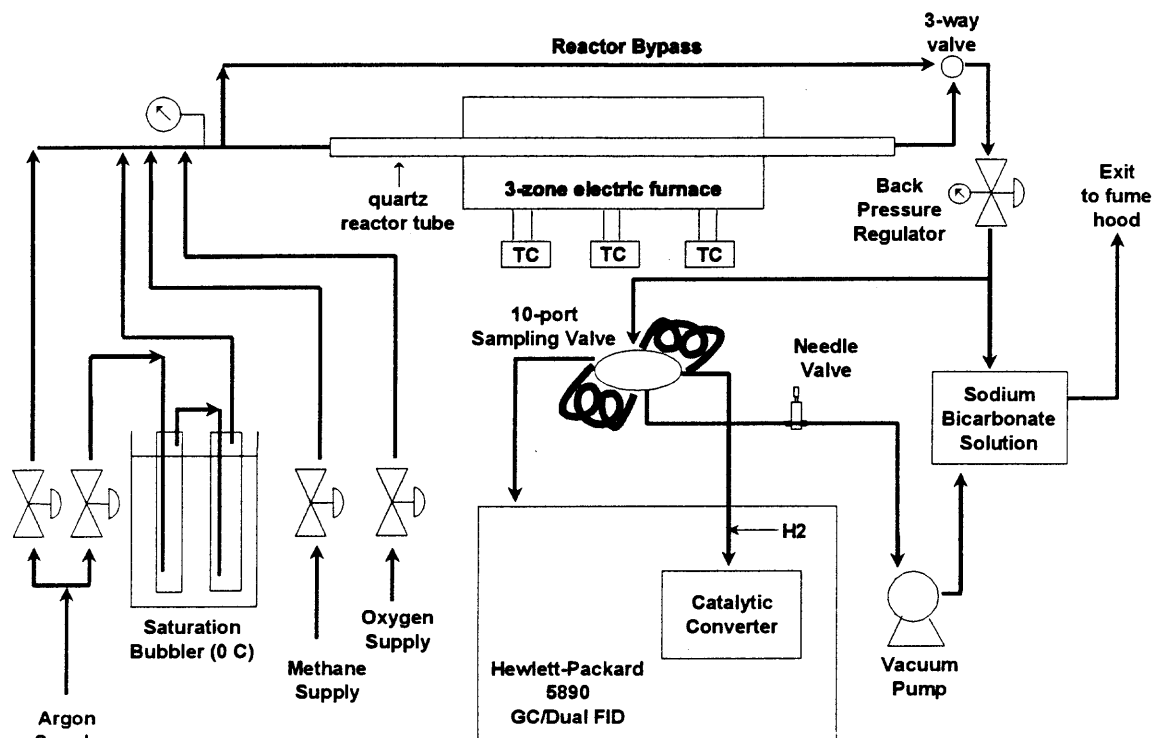 3-way
valve
Reactor Bypass
quartz
reactor tube
3-zone electric furnace
TC
TC
TC
Back
Pressure
Regulator
Exit
to fume
hood
10-port
Sampling Valve
Needle
Valve
Sodium
Bicarbonate
Solution
H2
Catalytic
Converter
Vacuum
Pump
Hewlett-Packard
5890
GC/Dual FID
Saturation
Bubbler (0 C)
Oxygen
Supply
Methane
Supply
Argon